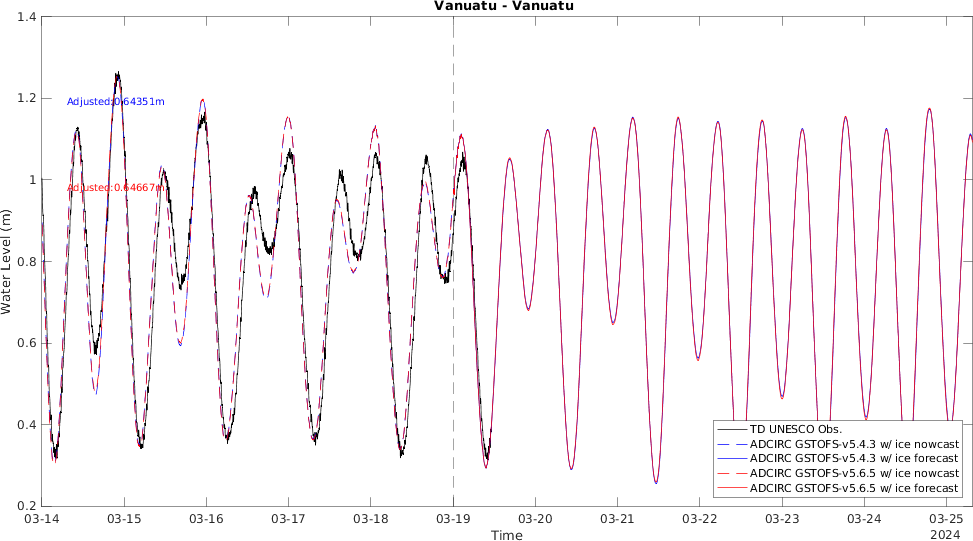 Vanuatu - Vanuatu
1.4
1.2
1
0.8
0.6
0.4
0.2
Water Level (m)
Adjusted:0.64351m
Adjusted:0.64667m
TD UNESCO Obs.
ADCIRC GSTOFS-v5.4.3 w/ ice nowcast
ADCIRC GSTOFS-v5.4.3 w/ ice forecast
ADCIRC GSTOFS-v5.6.5 w/ ice nowcast
ADCIRC GSTOFS-v5.6.5 w/ ice forecast
03-14 03-15 03-16 03-17 03-18 03-19 03-20 03-21 03-22 03-23 03-24 03-25
Time
2024